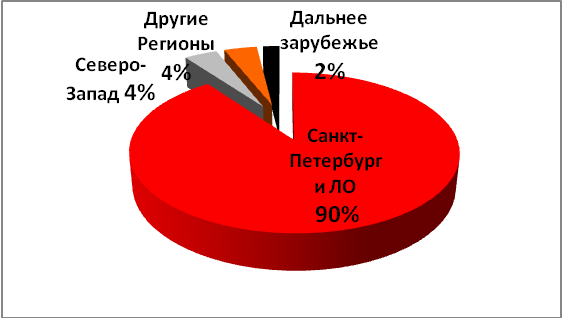 Другие
Регионы
4%
Дальнее
зарубежье
2%
Северо-
Запад 4%
Санкт-
Петербург
и ЛО
90%